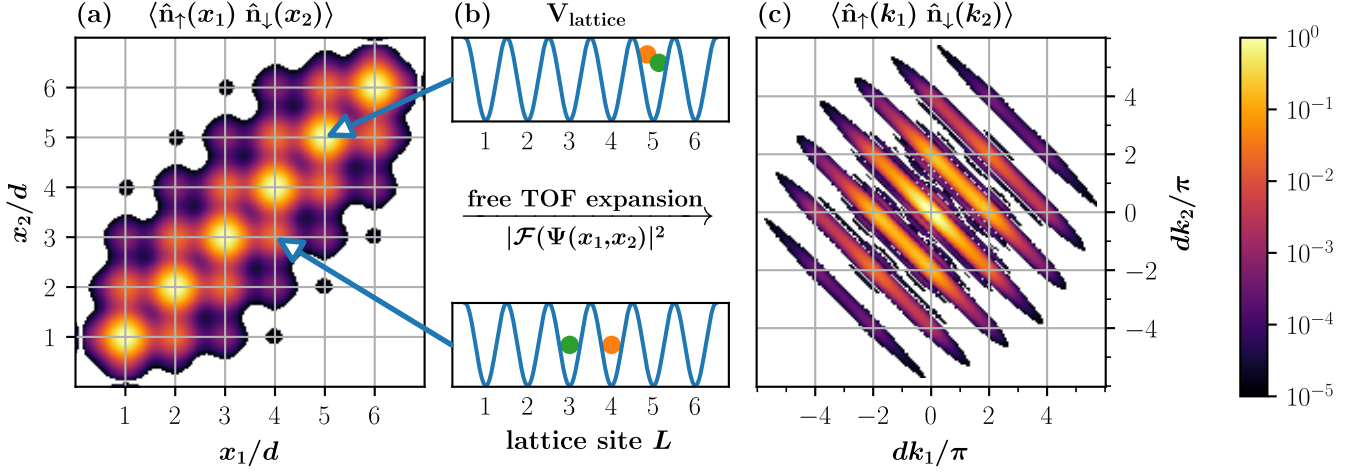 (a) ⟨n̂↑(x₁) n̂↓(x₂)⟩
6
5
4
3
2
1
x₂/d
1 2 3 4 5 6
x₁/d
(b) V_lattice
1 2 3 4 5 6
free TOF expansion
|𝓕(Ψ(x₁,x₂)|²
1 2 3 4 5 6
lattice site L
(c) ⟨n̂↑(k₁) n̂↓(k₂)⟩
4
2
0
−2
−4
dk₂/π
−4 −2 0 2 4
dk₁/π
10⁰
10⁻¹
10⁻²
10⁻³
10⁻⁴
10⁻⁵